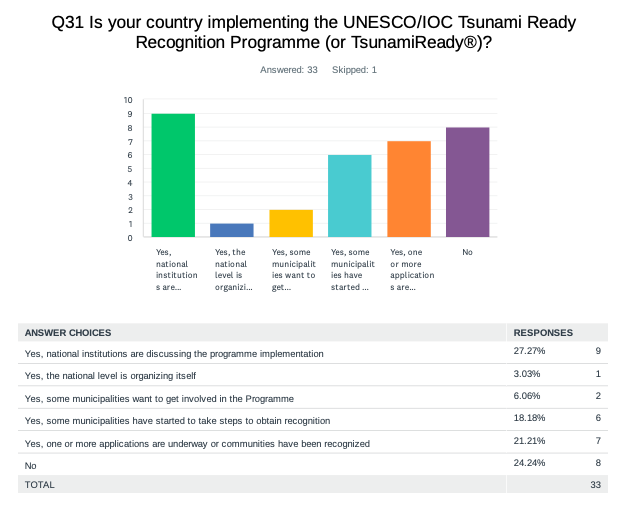 Q31 Is your country implementing the UNESCO/IOC Tsunami Ready
Recognition Programme (or TsunamiReady®)?
Answered: 33 Skipped: 1
10
9
8
7
6
5
4
3
2
1
0
Yes,
national
institution
s are...
Yes, the
national
level is
organizi...
Yes, some
municipalit
ies want to
get...
Yes, some
municipalit
ies have
started ...
Yes, one
or more
application
s are...
No
ANSWER CHOICES RESPONSES
Yes, national institutions are discussing the programme implementation 27.27% 9
Yes, the national level is organizing itself 3.03% 1
Yes, some municipalities want to get involved in the Programme 6.06% 2
Yes, some municipalities have started to take steps to obtain recognition 18.18% 6
Yes, one or more applications are underway or communities have been recognized 21.21% 7
No 24.24% 8
TOTAL 33